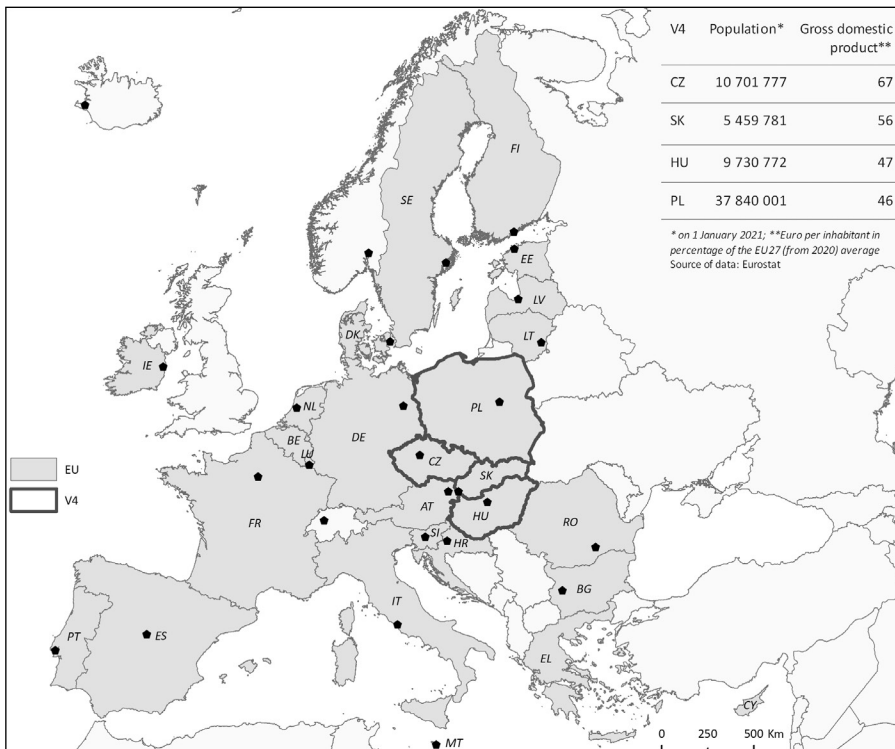 V4 Population* Gross domestic
product**
CZ 10 701 777 67
SK 5 459 781 56
HU 9 730 772 47
PL 37 840 001 46
* on 1 January 2021; **Euro per inhabitant in
percentage of the EU27 (from 2020) average
Source of data: Eurostat
FI
SE
EE
LV
DK
LT
IE
NL
PL
DE
BE
LU
CZ
SK
EU
V4
AT
HU
FR
RO
SI
HR
BG
IT
PT
ES
EL
CY
MT
0 250 500 Km